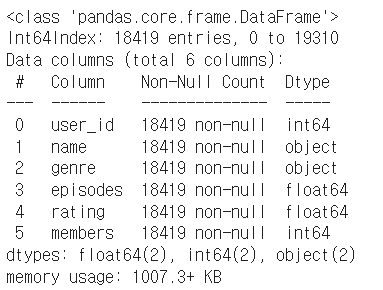 <class 'pandas.core.frame.DataFrame'>
Int64Index: 18419 entries, 0 to 19310
Data columns (total 6 columns):
 #   Column    Non-Null Count  Dtype
---  ------    --------------  -----
 0   user_id   18419 non-null  int64
 1   name      18419 non-null  object
 2   genre     18419 non-null  object
 3   episodes  18419 non-null  float64
 4   rating    18419 non-null  float64
 5   members   18419 non-null  int64
dtypes: float64(2), int64(2), object(2)
memory usage: 1007.3+ KB